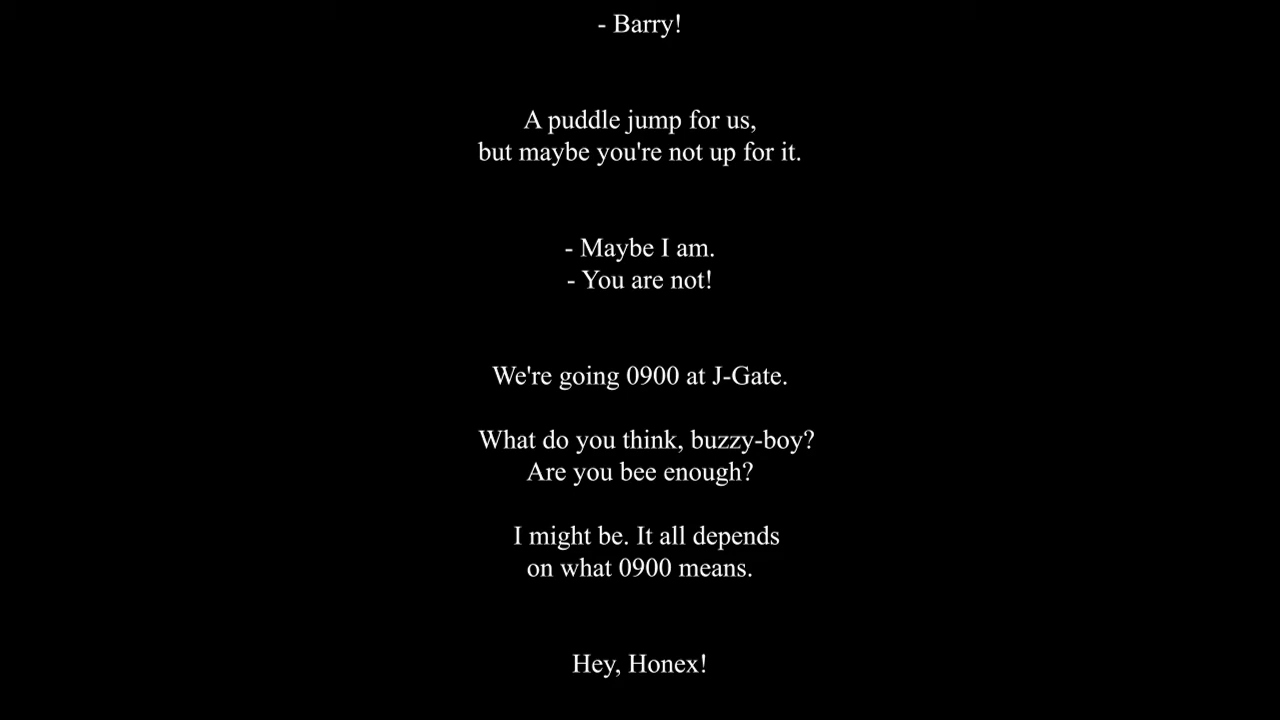 - Barry!
A puddle jump for us,
but maybe you're not up for it.
- Maybe I am.
- You are not!
We're going 0900 at J-Gate.
What do you think, buzzy-boy?
Are you bee enough?
I might be. It all depends
on what 0900 means.
Hey, Honex!